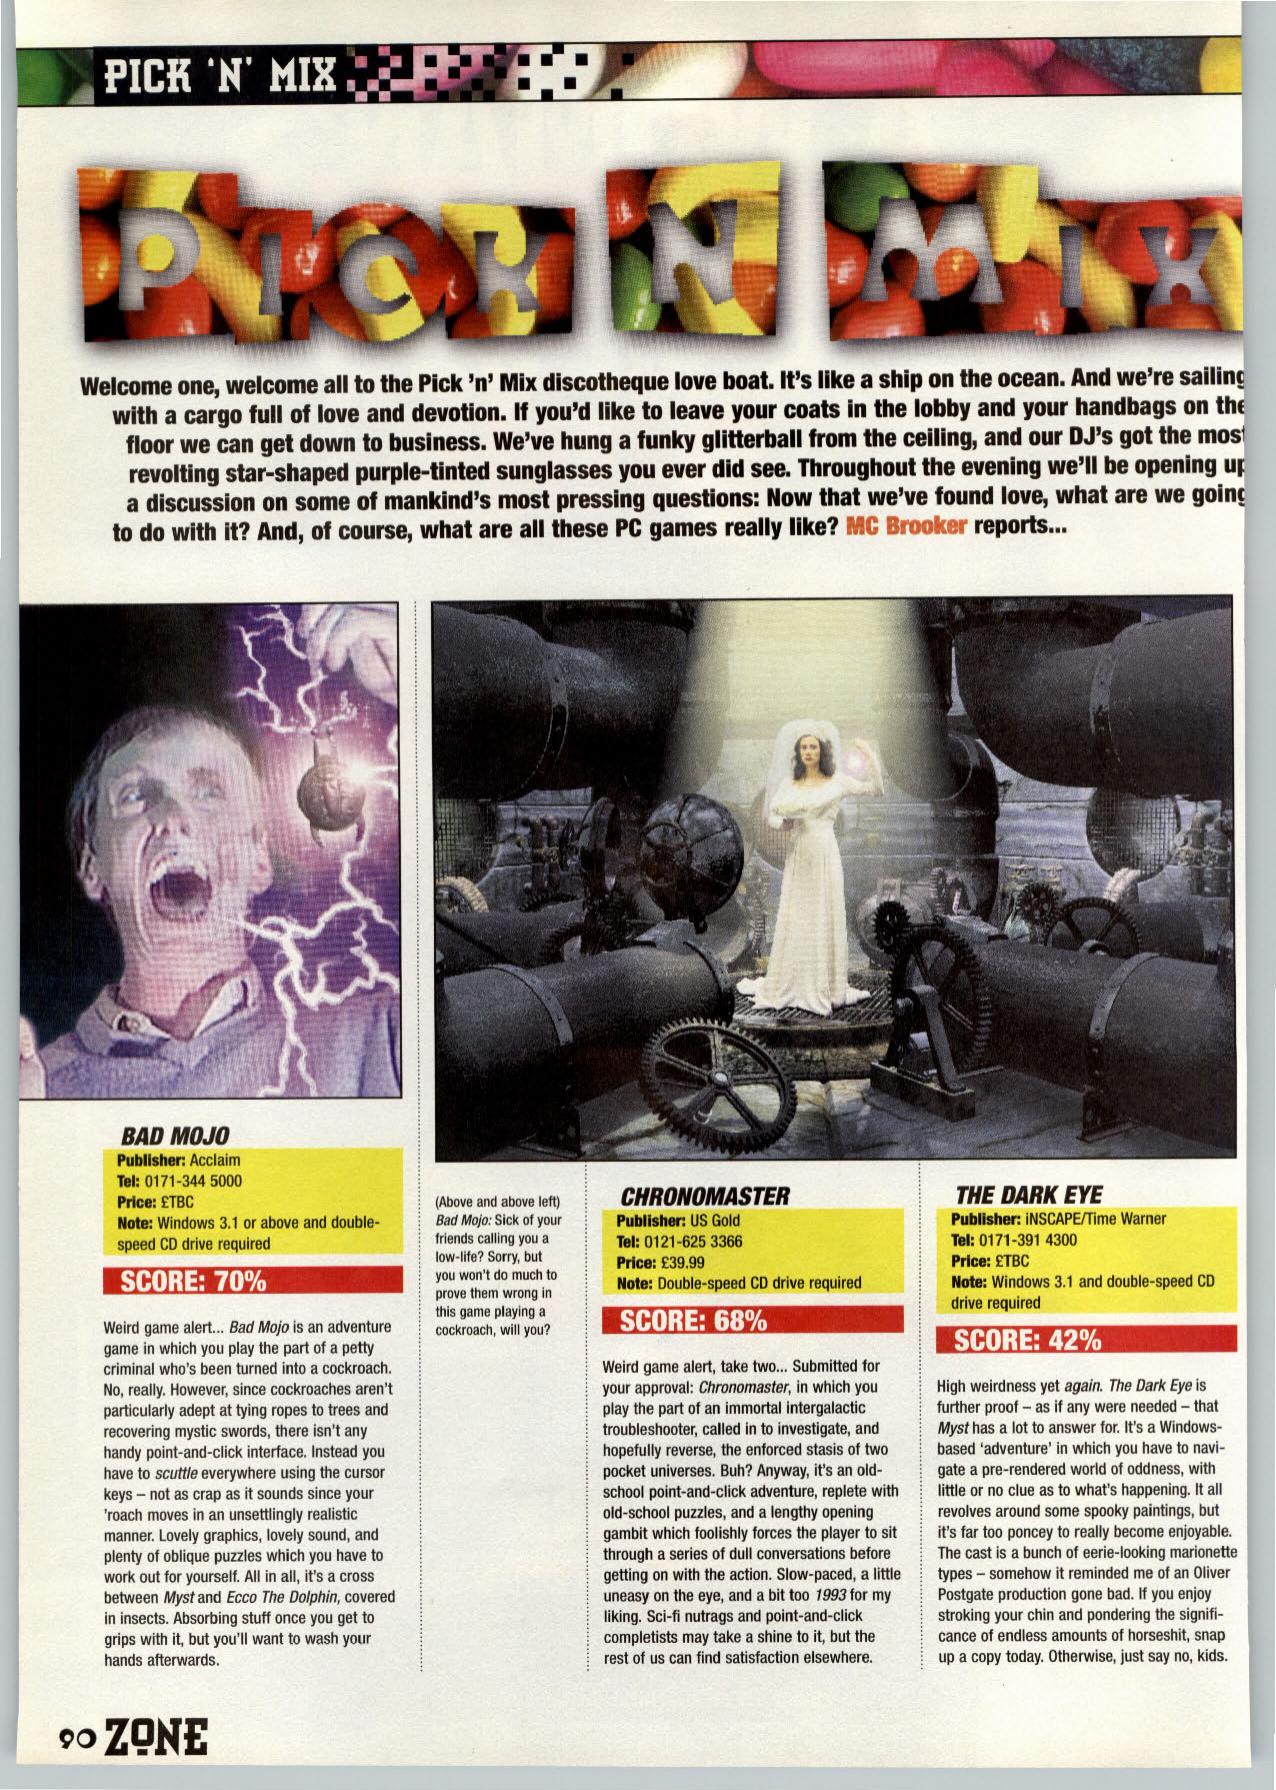 PICK 'N' MIX
PICK N MIX
Welcome one, welcome all to the Pick 'n' Mix discotheque love boat. It's like a ship on the ocean. And we're sailing
with a cargo full of love and devotion. If you'd like to leave your coats in the lobby and your handbags on the
floor we can get down to business. We've hung a funky glitterball from the ceiling, and our DJ's got the most
revolting star-shaped purple-tinted sunglasses you ever did see. Throughout the evening we'll be opening up
a discussion on some of mankind's most pressing questions: Now that we've found love, what are we going
to do with it? And, of course, what are all these PC games really like? MC Brooker reports...
BAD MOJO
Publisher: Acclaim
Tel: 0171-344 5000
Price: £TBC
Note: Windows 3.1 or above and double-
speed CD drive required
SCORE: 70%
Weird game alert... Bad Mojo is an adventure
game in which you play the part of a petty
criminal who's been turned into a cockroach.
No, really. However, since cockroaches aren't
particularly adept at tying ropes to trees and
recovering mystic swords, there isn't any
handy point-and-click interface. Instead you
have to scuttle everywhere using the cursor
keys – not as crap as it sounds since your
'roach moves in an unsettlingly realistic
manner. Lovely graphics, lovely sound, and
plenty of oblique puzzles which you have to
work out for yourself. All in all, it's a cross
between Myst and Ecco The Dolphin, covered
in insects. Absorbing stuff once you get to
grips with it, but you'll want to wash your
hands afterwards.
(Above and above left)
Bad Mojo: Sick of your
friends calling you a
low-life? Sorry, but
you won't do much to
prove them wrong in
this game playing a
cockroach, will you?
CHRONOMASTER
Publisher: US Gold
Tel: 0121-625 3366
Price: £39.99
Note: Double-speed CD drive required
SCORE: 68%
Weird game alert, take two... Submitted for
your approval: Chronomaster, in which you
play the part of an immortal intergalactic
troubleshooter, called in to investigate, and
hopefully reverse, the enforced stasis of two
pocket universes. Buh? Anyway, it's an old-
school point-and-click adventure, replete with
old-school puzzles, and a lengthy opening
gambit which foolishly forces the player to sit
through a series of dull conversations before
getting on with the action. Slow-paced, a little
uneasy on the eye, and a bit too 1993 for my
liking. Sci-fi nutrags and point-and-click
completists may take a shine to it, but the
rest of us can find satisfaction elsewhere.
THE DARK EYE
Publisher: iNSCAPE/Time Warner
Tel: 0171-391 4300
Price: £TBC
Note: Windows 3.1 and double-speed CD
drive required
SCORE: 42%
High weirdness yet again. The Dark Eye is
further proof – as if any were needed – that
Myst has a lot to answer for. It's a Windows-
based 'adventure' in which you have to navi-
gate a pre-rendered world of oddness, with
little or no clue as to what's happening. It all
revolves around some spooky paintings, but
it's far too poncey to really become enjoyable.
The cast is a bunch of eerie-looking marionette
types – somehow it reminded me of an Oliver
Postgate production gone bad. If you enjoy
stroking your chin and pondering the signifi-
cance of endless amounts of horseshit, snap
up a copy today. Otherwise, just say no, kids.
90 ZONE